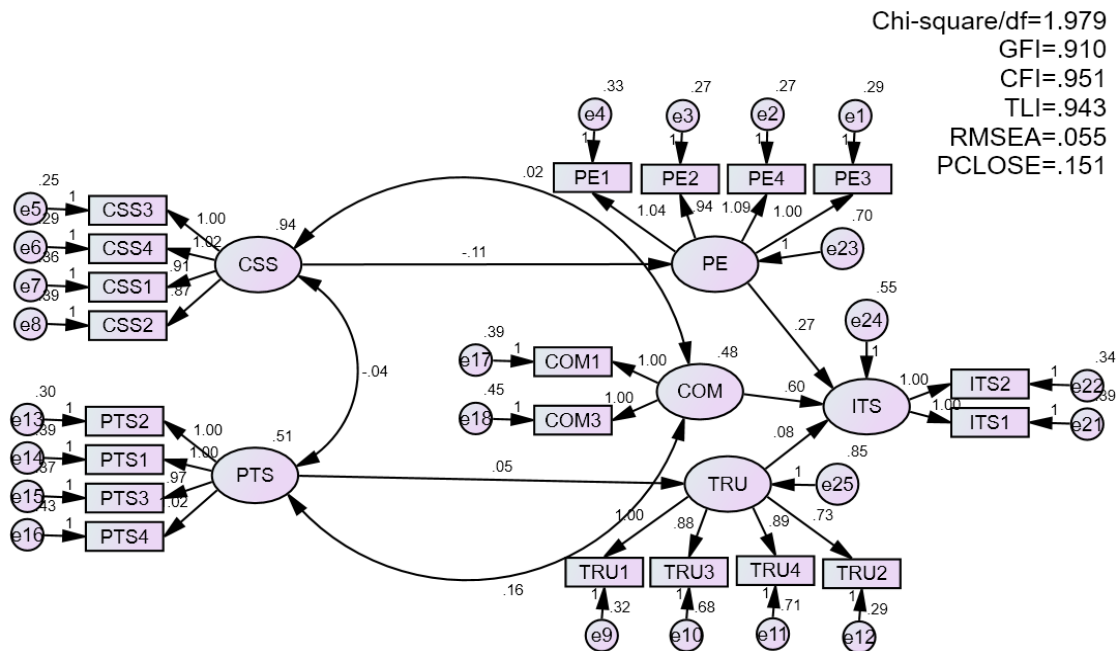 Chi-square/df=1.979
GFI=.910
CFI=.951
TLI=.943
RMSEA=.055
PCLOSE=.151
.33
.27
.27
.29
e4
e3
e2
e1
1
1
1
1
PE1
PE2
PE4
PE3
1.04
.94
1.09
1.00
.70
PE
1
e23
.02
.25
e5
1
CSS3
1.00
.29
e6
1
CSS4
1.02
.36
e7
1
CSS1
.91
.39
e8
1
CSS2
.87
.94
CSS
-.11
.55
e24
1
.27
.39
e17
1
COM1
1.00
.48
COM
.45
e18
1
COM3
1.00
.60
ITS
1.00
ITS2
1
.34
e22
1.00
ITS1
1
.39
e21
-.04
.08
.30
e13
1
PTS2
1.00
.39
e14
1
PTS1
1.00
.37
e15
1
PTS3
.97
.43
e16
1
PTS4
.02
.51
PTS
.05
TRU
1
.85
e25
1.00
.88
.89
.73
TRU1
TRU3
TRU4
TRU2
1
.32
1
.68
1
.71
1
.29
e9
e10
e11
e12
.16